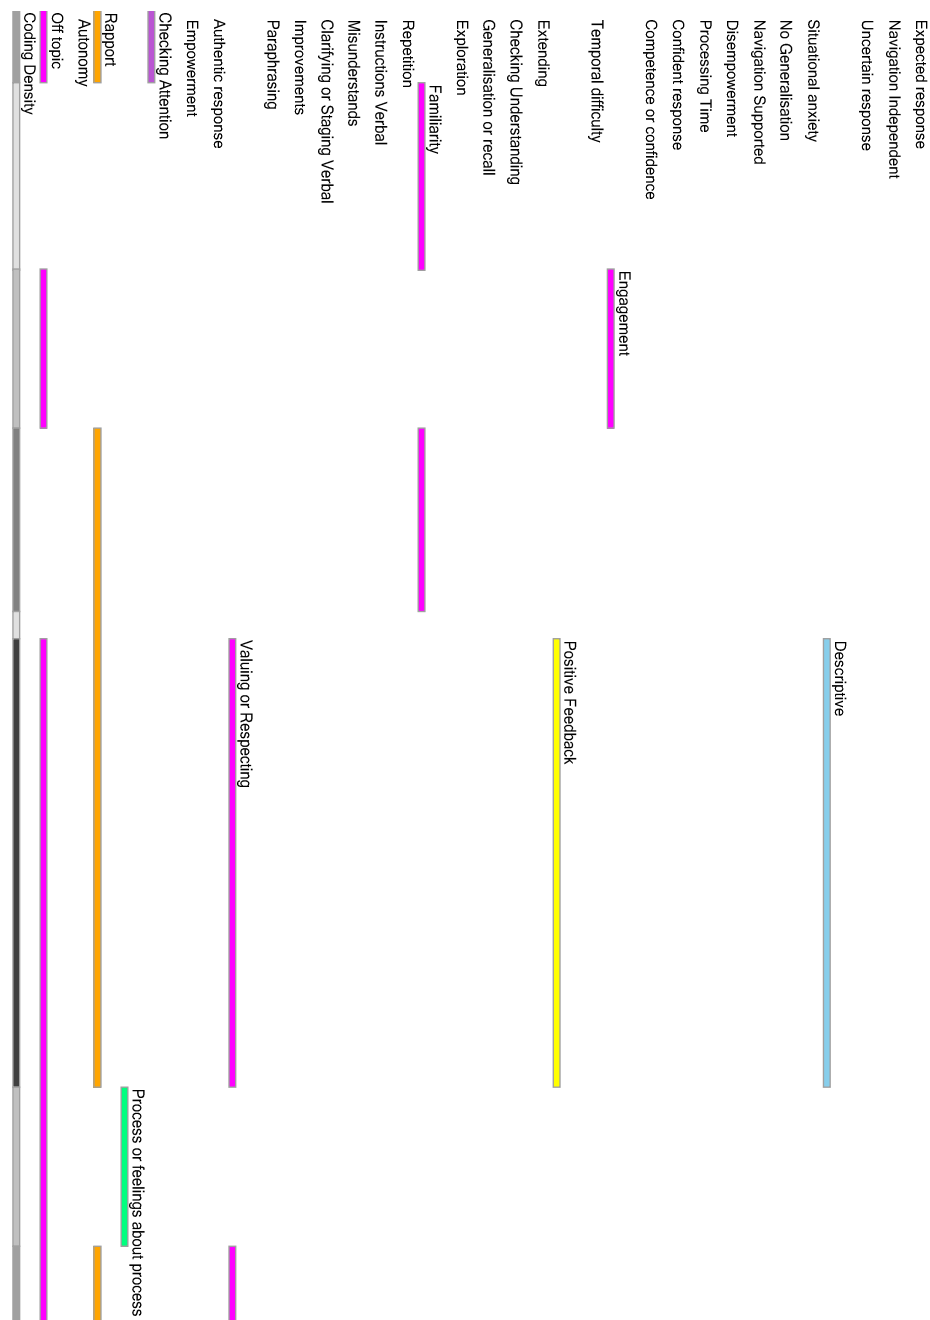 Coding Density
Off topic
Autonomy
Rapport
Process or feelings about process
Checking Attention
Empowerment
Authentic response
Valuing or Respecting
Paraphrasing
Improvements
Clarifying or Staging Verbal
Misunderstands
Instructions Verbal
Repetition
Familiarity
Exploration
Generalisation or recall
Checking Understanding
Extending
Positive Feedback
Temporal difficulty
Engagement
Competence or confidence
Confident response
Processing Time
Disempowerment
Navigation Supported
No Generalisation
Situational anxiety
Descriptive
Uncertain response
Navigation Independent
Expected response